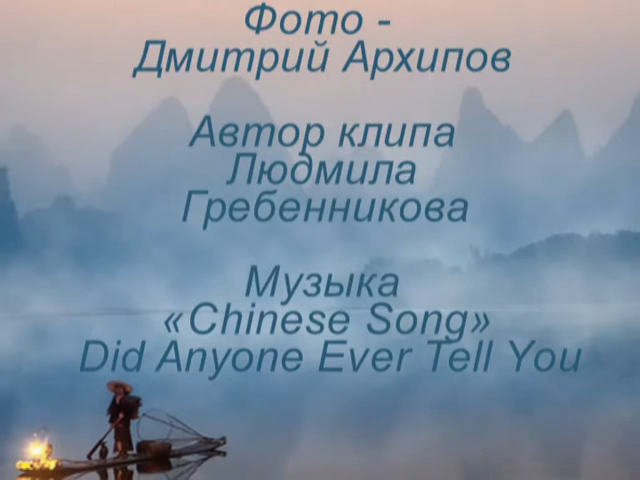 Фото -
Дмитрий Архипов
Автор клипа
Людмила
Гребенникова
Музыка
«Chinese Song»
Did Anyone Ever Tell You